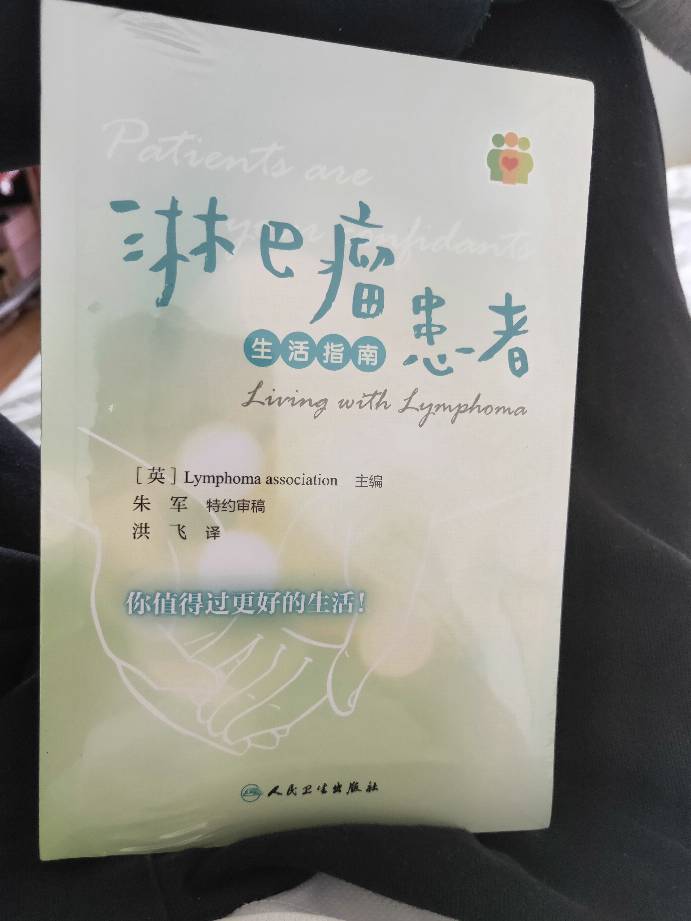 Patients are
your confidants
淋巴瘤
患者
生活指南
Living with Lymphoma
[英] Lymphoma association 主编
朱 军 特约审稿
洪 飞 译
你值得过更好的生活!
人民卫生出版社